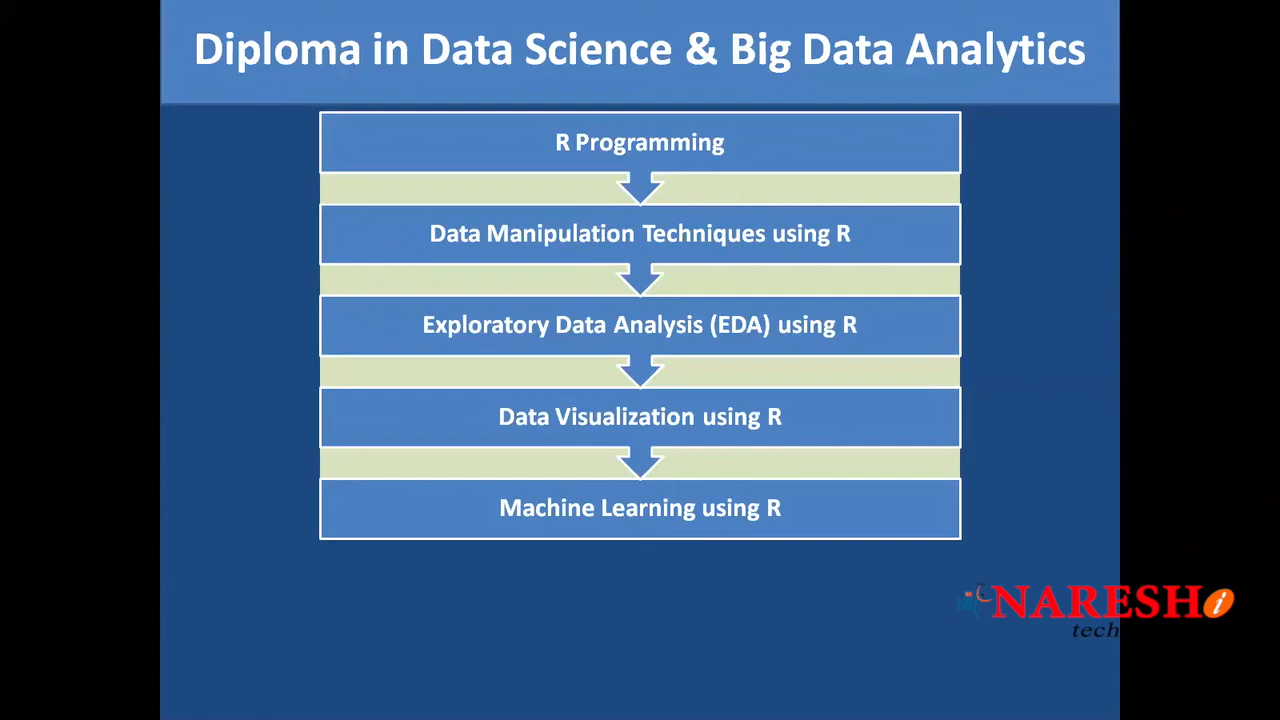 Diploma in Data Science & Big Data Analytics
R Programming
Data Manipulation Techniques using R
Exploratory Data Analysis (EDA) using R
Data Visualization using R
Machine Learning using R
NARESH i
tech